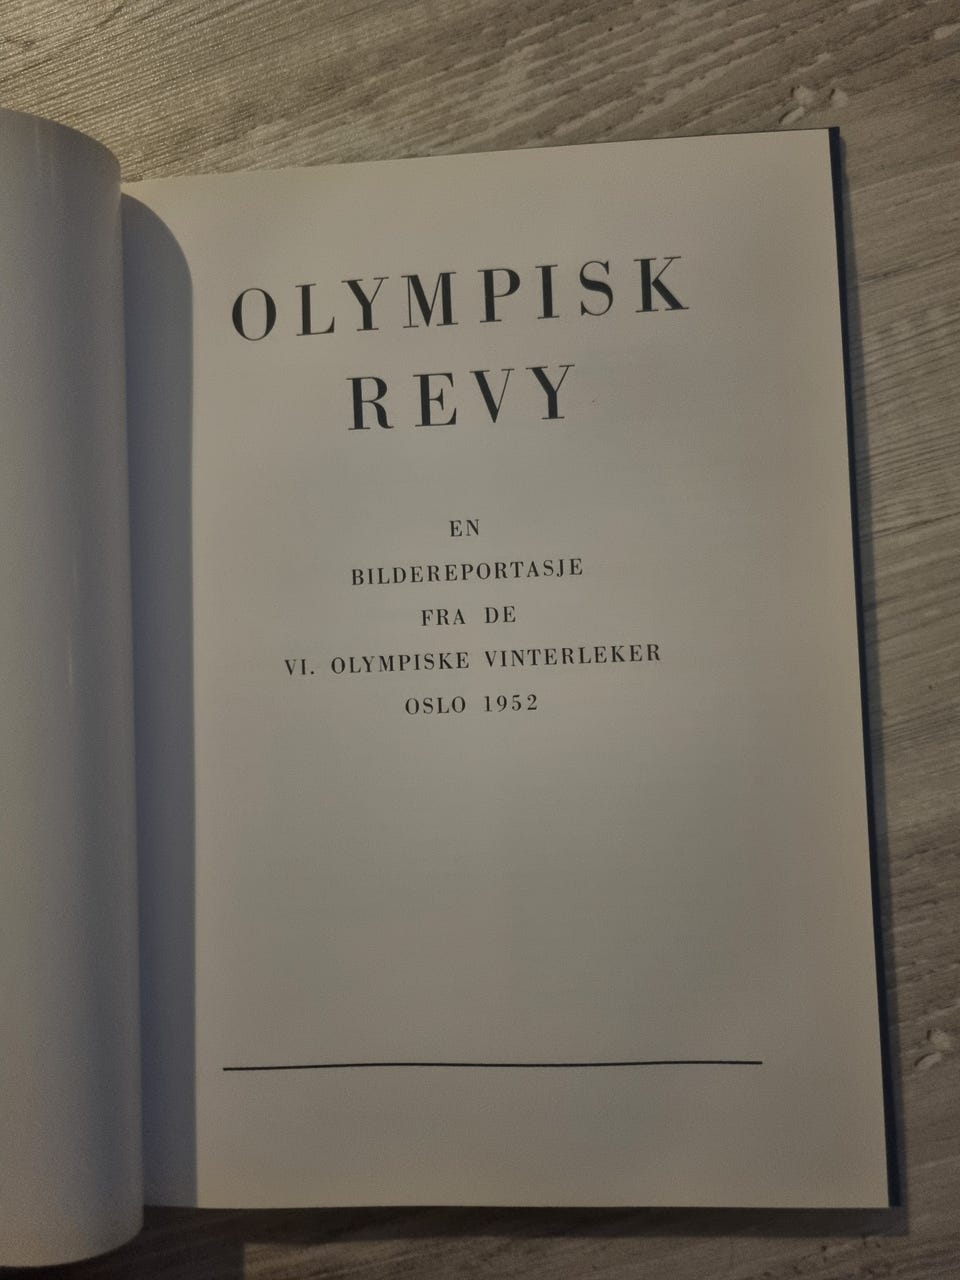 OLYMPISK
REVY
EN
BILDEREPORTASJE
FRA DE
VI. OLYMPISKE VINTERLEKER
OSLO 1952